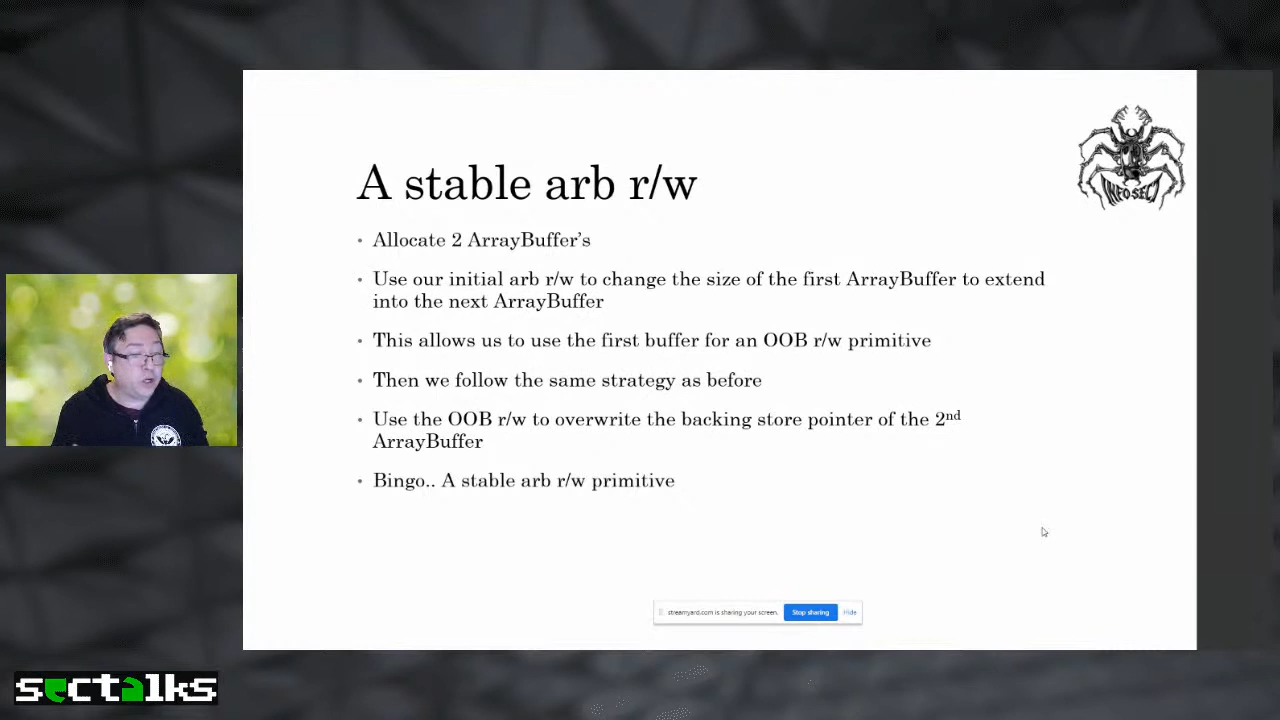 INFOSECT
A stable arb r/w
• Allocate 2 ArrayBuffer’s
• Use our initial arb r/w to change the size of the first ArrayBuffer to extend
into the next ArrayBuffer
• This allows us to use the first buffer for an OOB r/w primitive
• Then we follow the same strategy as before
• Use the OOB r/w to overwrite the backing store pointer of the 2nd
ArrayBuffer
• Bingo.. A stable arb r/w primitive
streamyard.com is sharing your screen. Stop sharing Hide
sectalks